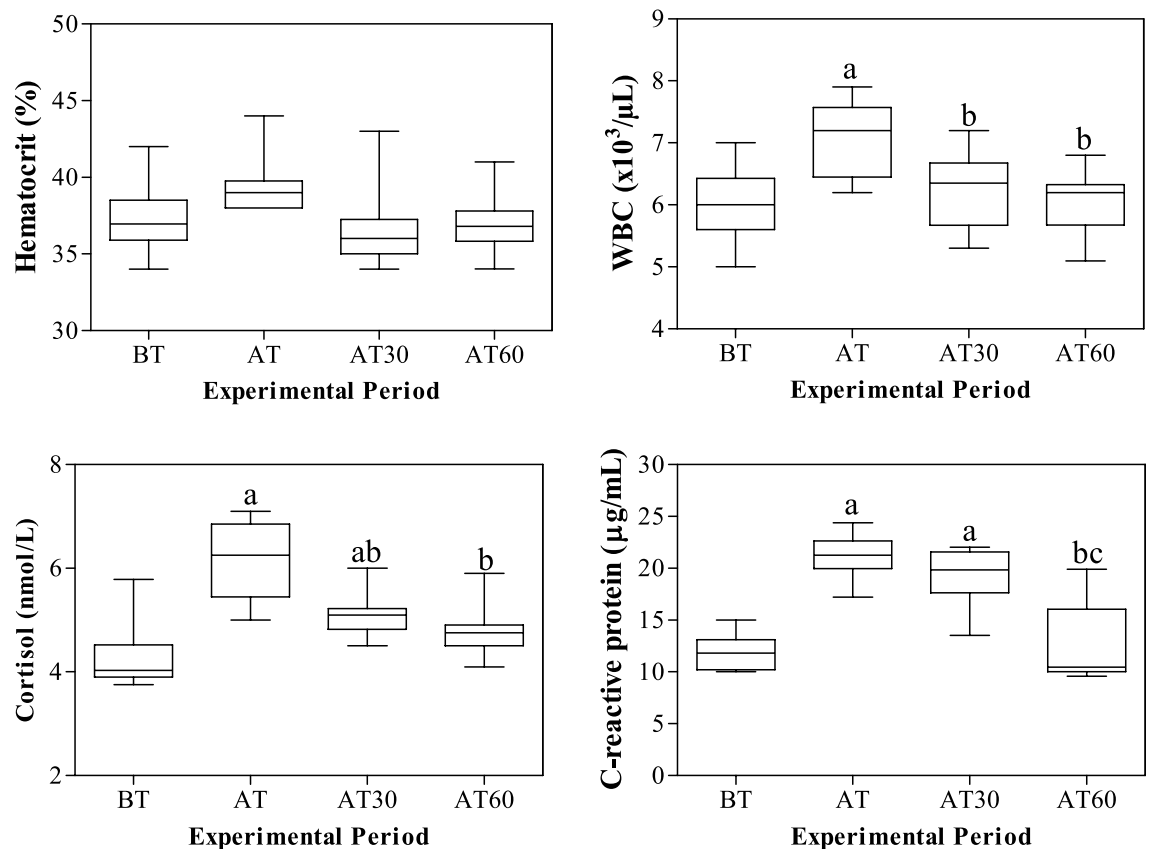 Hematocrit (%)
50
45
39
35
30
BT AT AT30 AT60
Experimental Period
WBC (x10³/µL)
9
8
7
6
5
4
a
b
b
BT AT AT30 AT60
Experimental Period
Cortisol (nmol/L)
8
6
4
2
a
ab
b
BT AT AT30 AT60
Experimental Period
C-reactive protein (µg/mL)
30
25
20
15
10
5
0
a
a
bc
BT AT AT30 AT60
Experimental Period